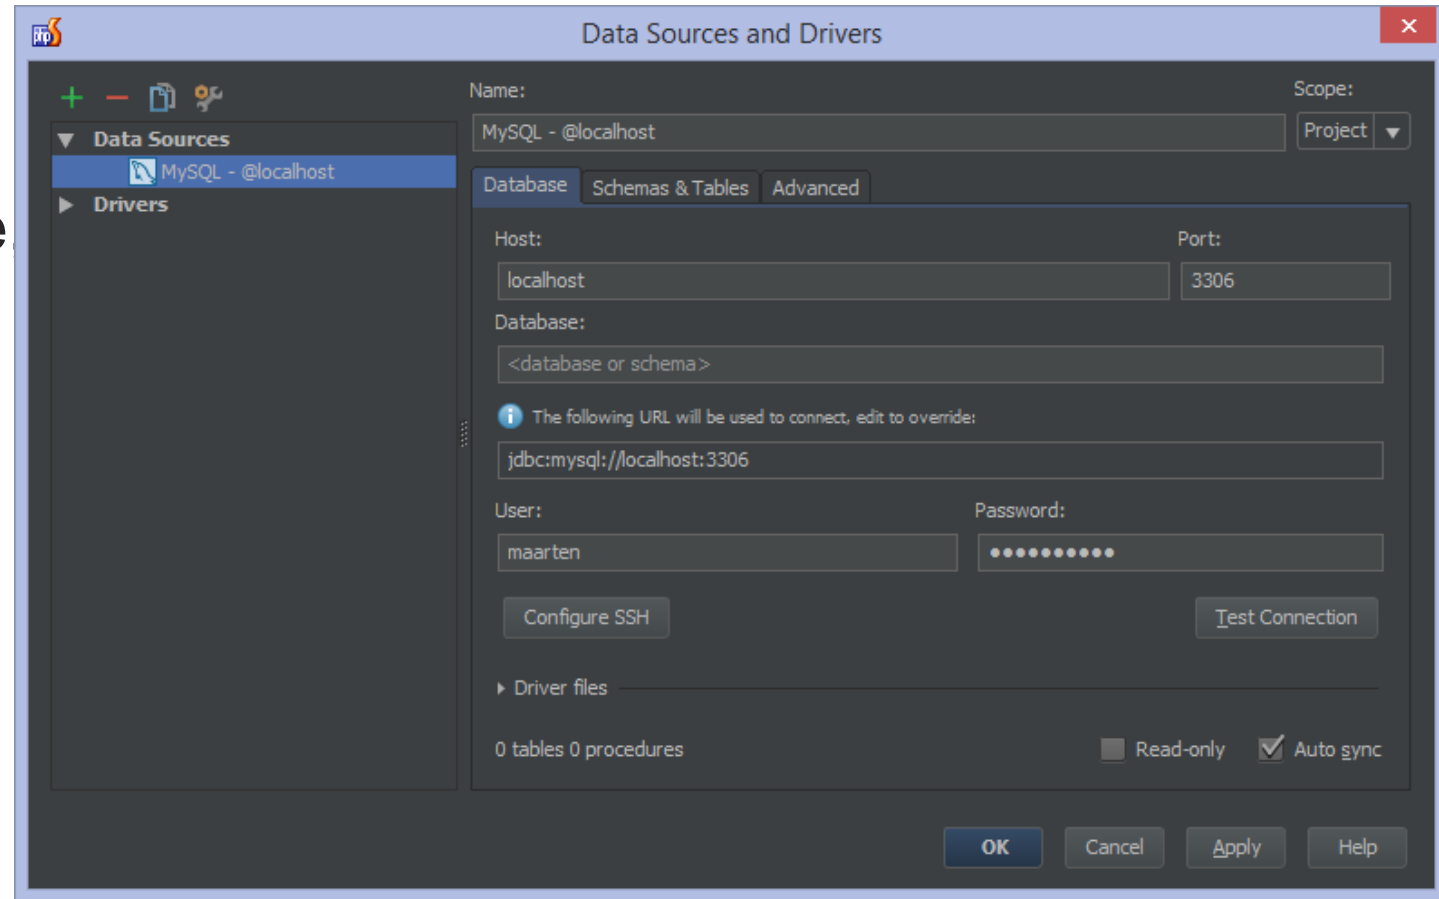 Data Sources and Drivers
Name:
Scope:
MySQL - @localhost
Project
Data Sources
MySQL - @localhost
Drivers
Database Schemas & Tables Advanced
e,
Host:
Port:
localhost
3306
Database:
<database or schema>
The following URL will be used to connect, edit to override:
jdbc:mysql://localhost:3306
User:
Password:
maarten
●●●●●●●●●●
Configure SSH
Test Connection
Driver files
0 tables 0 procedures
Read-only
Auto sync
OK Cancel Apply Help